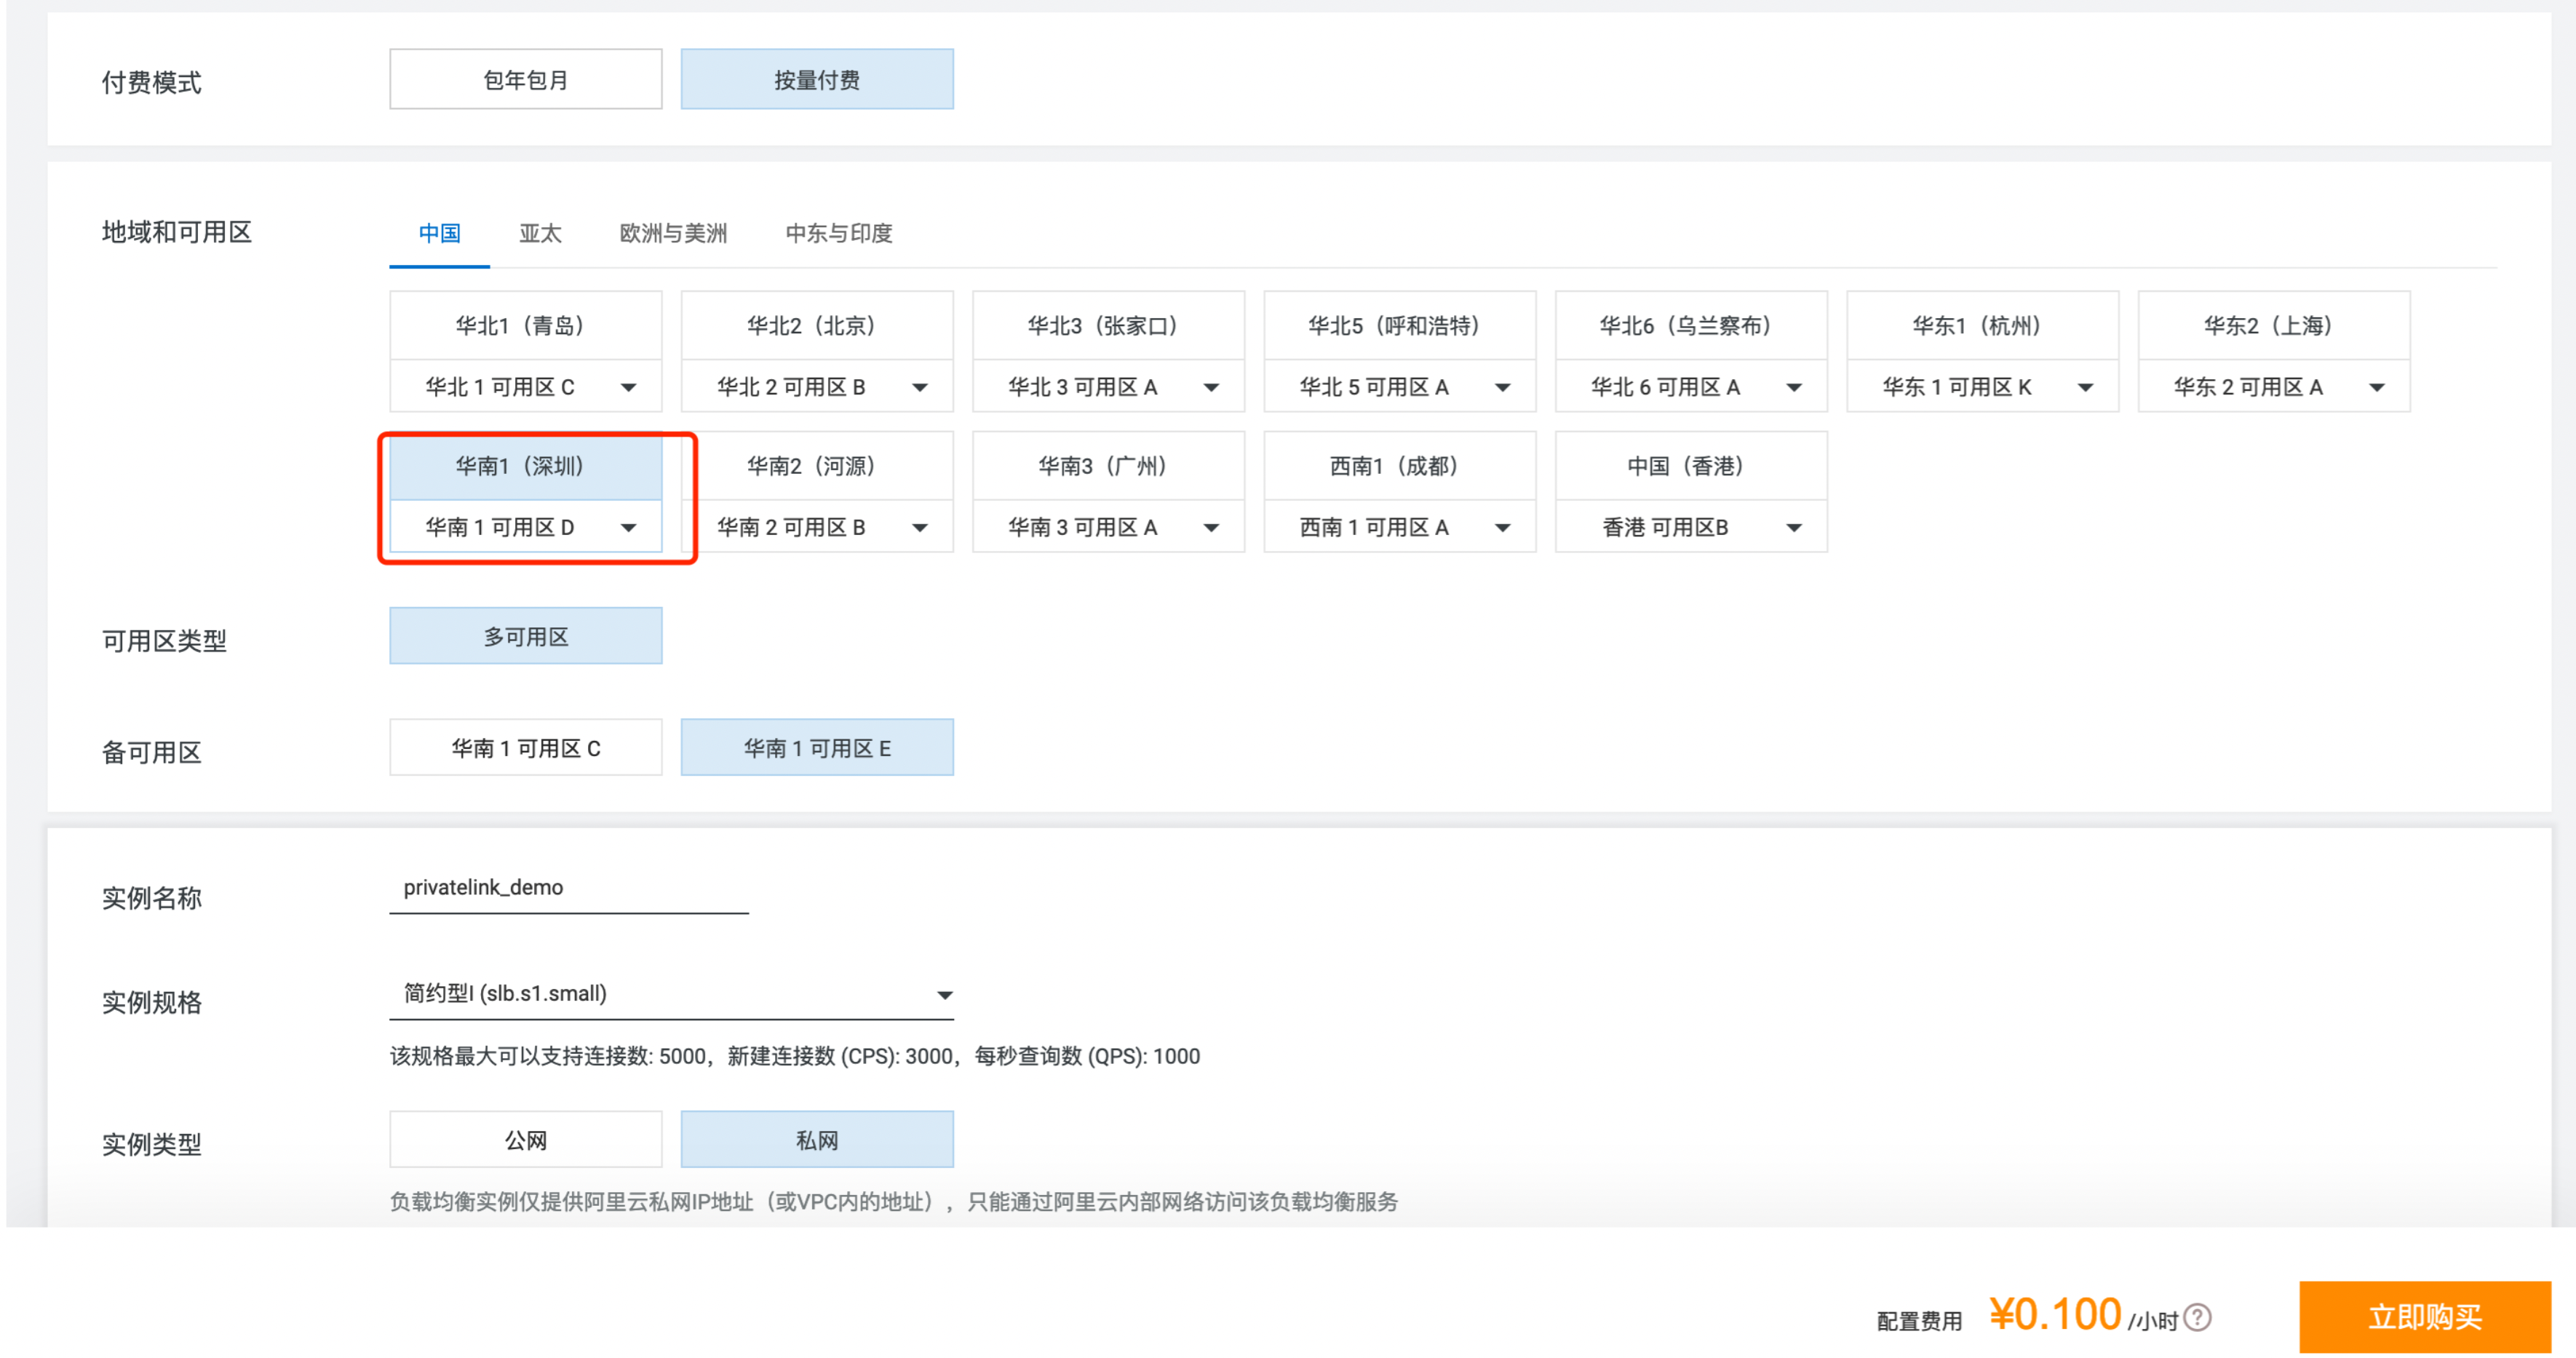 付费模式 包年包月 按量付费
地域和可用区 中国 亚太 欧洲与美洲 中东与印度
华北1（青岛） 华北2（北京） 华北3（张家口） 华北5（呼和浩特） 华北6（乌兰察布） 华东1（杭州） 华东2（上海）
华北 1 可用区 C 华北 2 可用区 B 华北 3 可用区 A 华北 5 可用区 A 华北 6 可用区 A 华东 1 可用区 K 华东 2 可用区 A
华南1（深圳） 华南2（河源） 华南3（广州） 西南1（成都） 中国（香港）
华南 1 可用区 D 华南 2 可用区 B 华南 3 可用区 A 西南 1 可用区 A 香港 可用区B
可用区类型 多可用区
备可用区 华南 1 可用区 C 华南 1 可用区 E
实例名称 privatelink_demo
实例规格 简约型I (slb.s1.small)
该规格最大可以支持连接数: 5000，新建连接数 (CPS): 3000，每秒查询数 (QPS): 1000
实例类型 公网 私网
负载均衡实例仅提供阿里云私网IP地址（或VPC内的地址），只能通过阿里云内部网络访问该负载均衡服务
配置费用 ¥0.100 /小时 ? 立即购买